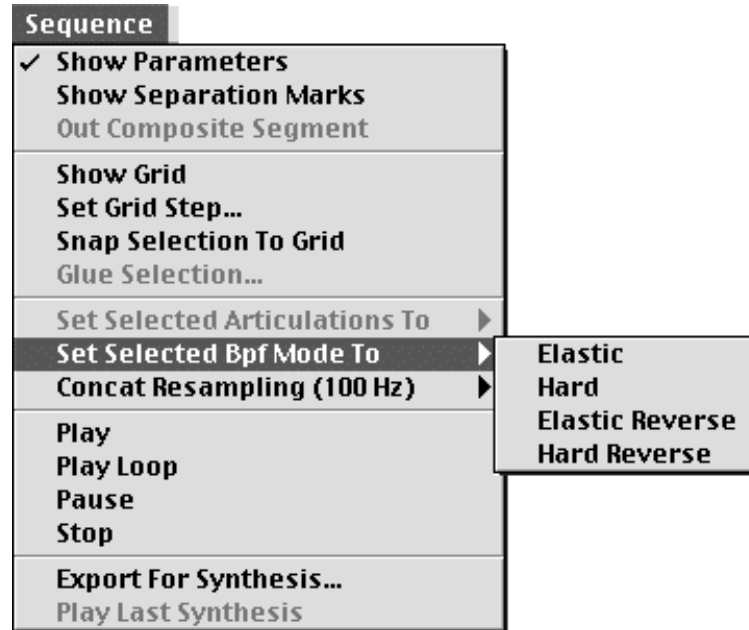 Sequence
✓ Show Parameters
Show Separation Marks
Out Composite Segment
Show Grid
Set Grid Step...
Snap Selection To Grid
Glue Selection...
Set Selected Articulations To
Set Selected Bpf Mode To
Concat Resampling (100 Hz)
Elastic
Hard
Elastic Reverse
Hard Reverse
Play
Play Loop
Pause
Stop
Export For Synthesis...
Play Last Synthesis